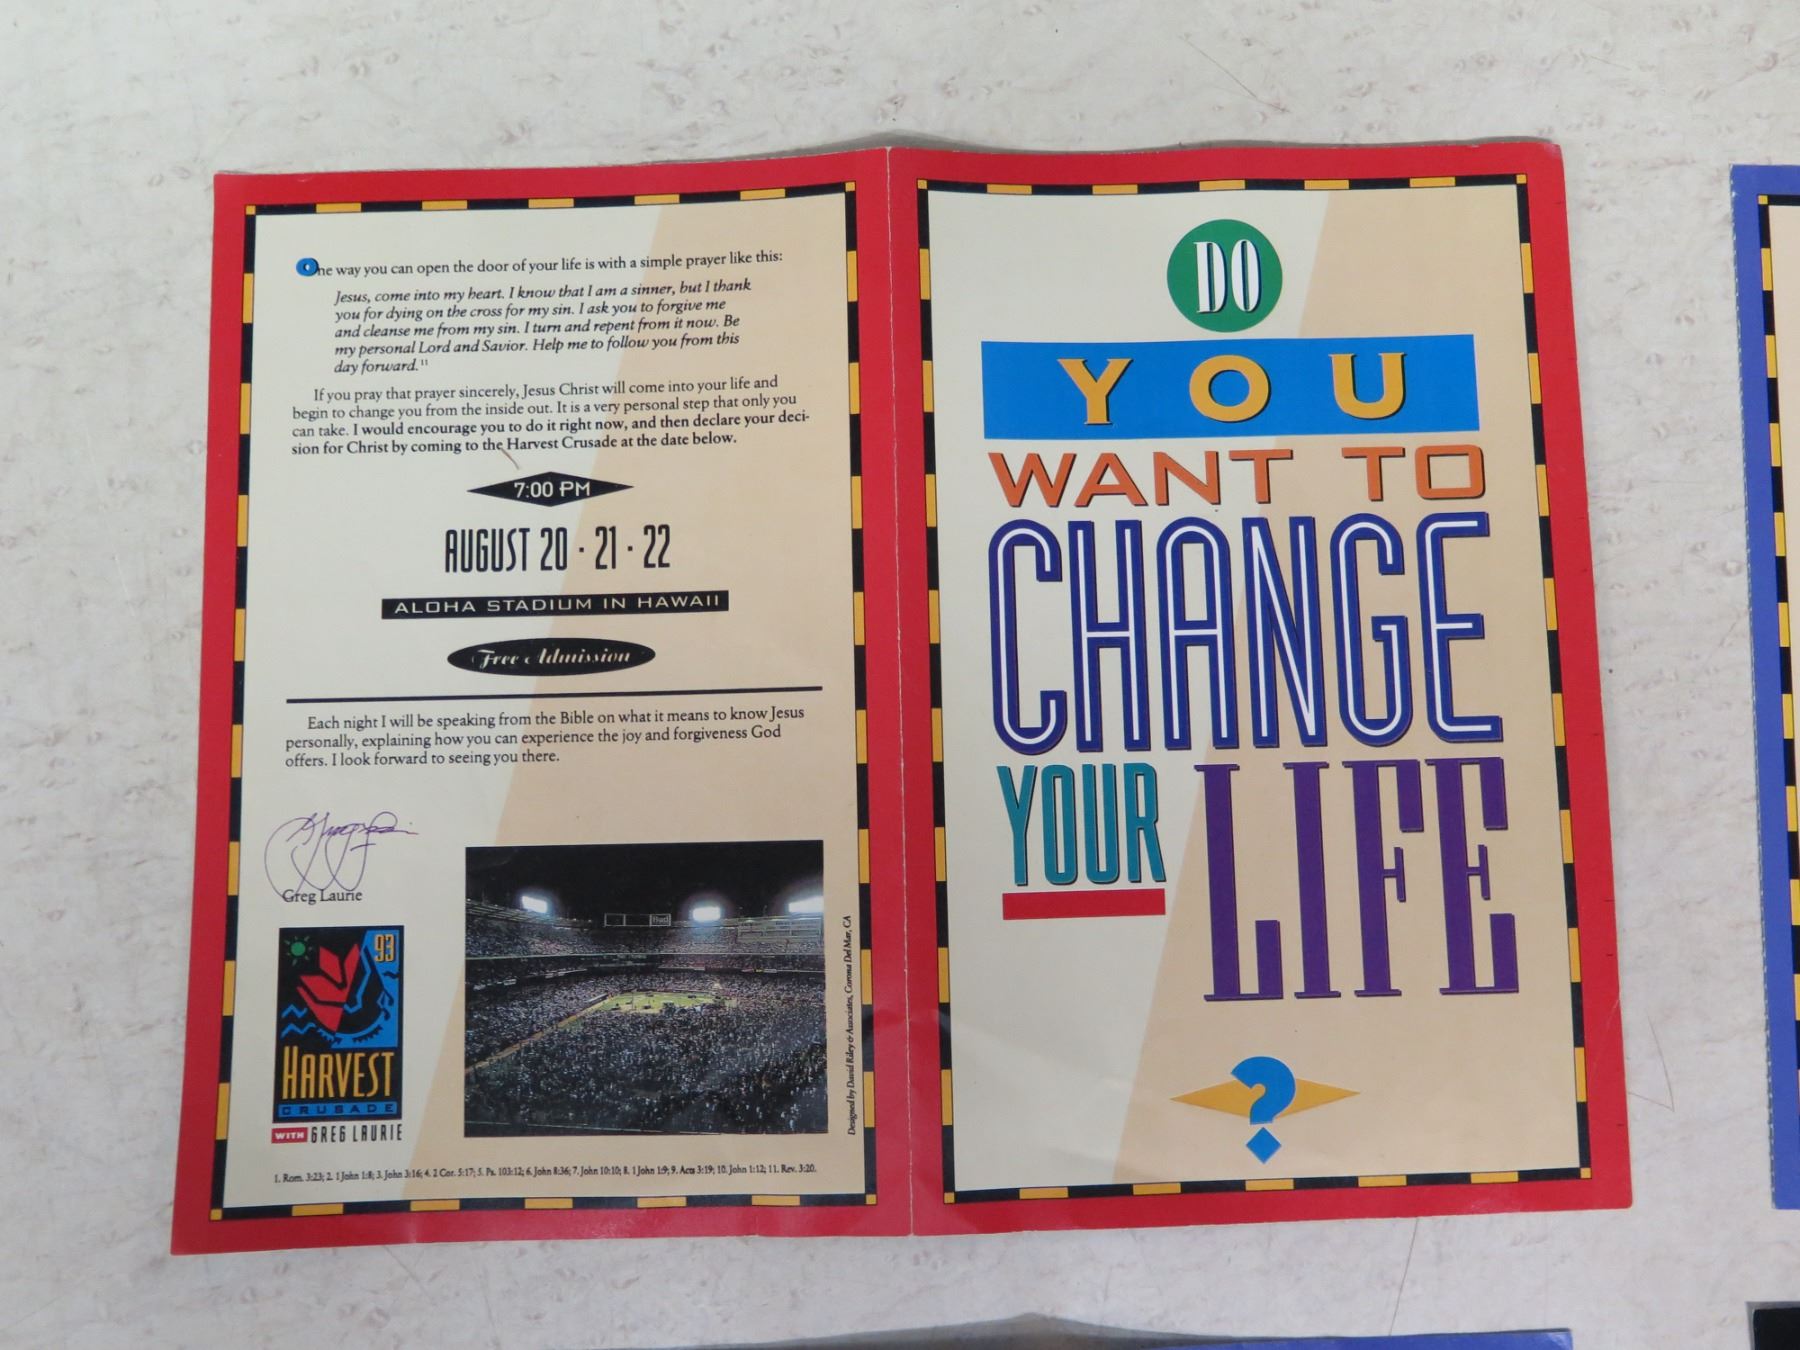 One way you can open the door of your life is with a simple prayer like this:
Jesus, come into my heart. I know that I am a sinner, but I thank
you for dying on the cross for my sin. I ask you to forgive me
and cleanse me from my sin. I turn and repent from it now. Be
my personal Lord and Savior. Help me to follow you from this
day forward.¹¹
If you pray that prayer sincerely, Jesus Christ will come into your life and
begin to change you from the inside out. It is a very personal step that only you
can take. I would encourage you to do it right now, and then declare your deci-
sion for Christ by coming to the Harvest Crusade at the date below.
7:00 PM
AUGUST 20 · 21 · 22
ALOHA STADIUM IN HAWAII
Free Admission
Each night I will be speaking from the Bible on what it means to know Jesus
personally, explaining how you can experience the joy and forgiveness God
offers. I look forward to seeing you there.
Greg Laurie
93
HARVEST
CRUSADE
WITH GREG LAURIE
Bud
Designed by David Riley & Associates, Corona Del Mar, CA
1. Rom. 3:23; 2. 1 John 1:8; 3. John 3:16; 4. 2 Cor. 5:17; 5. Ps. 103:12; 6. John 8:36; 7. John 10:10; 8. 1 John 1:9; 9. Acts 3:19; 10. John 1:12; 11. Rev. 3:20.
DO
YOU
WANT TO
CHANGE
YOUR LIFE
?